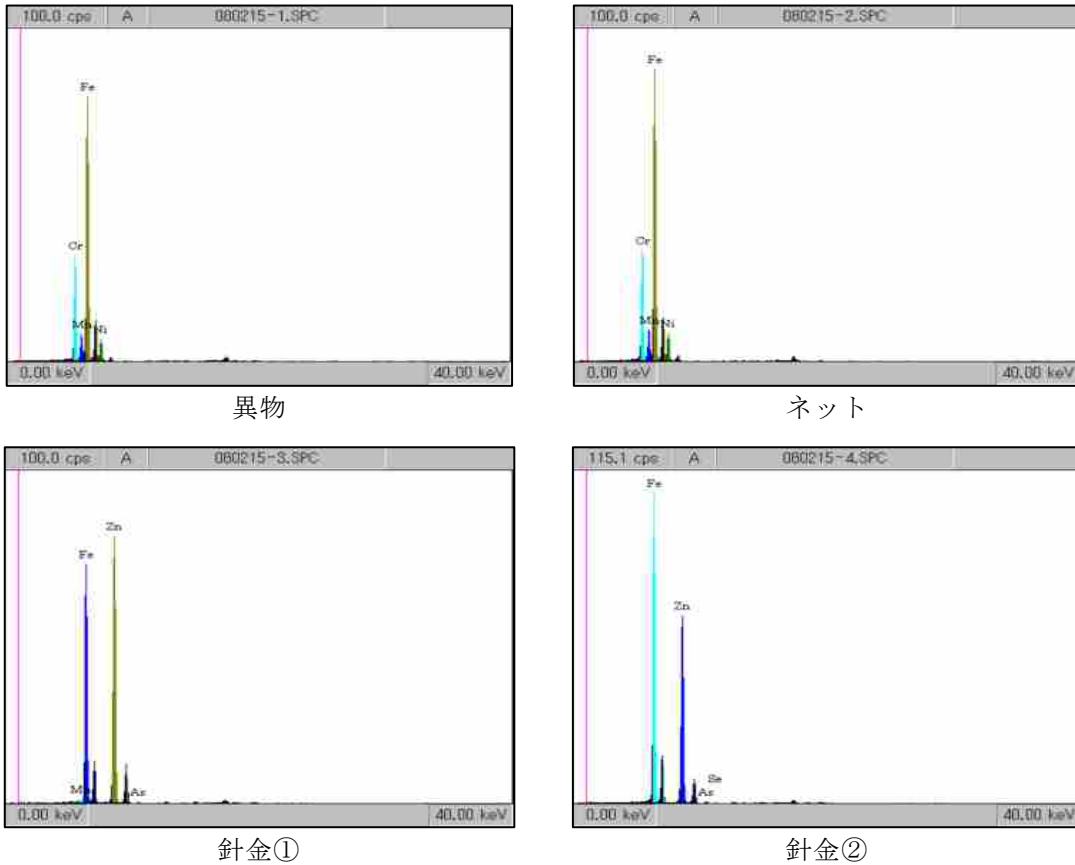 100.0 cps A 080215-1.SPC
Fe
Cr
Mn
Ni
0.00 keV 40.00 keV
異物
100.0 cps A 080215-2.SPC
Fe
Cr
Mn
Ni
0.00 keV 40.00 keV
ネット
100.0 cps A 080215-3.SPC
Zn
Fe
Mn
As
0.00 keV 40.00 keV
針金①
115.1 cps A 080215-4.SPC
Fe
Zn
Se
As
0.00 keV 40.00 keV
針金②